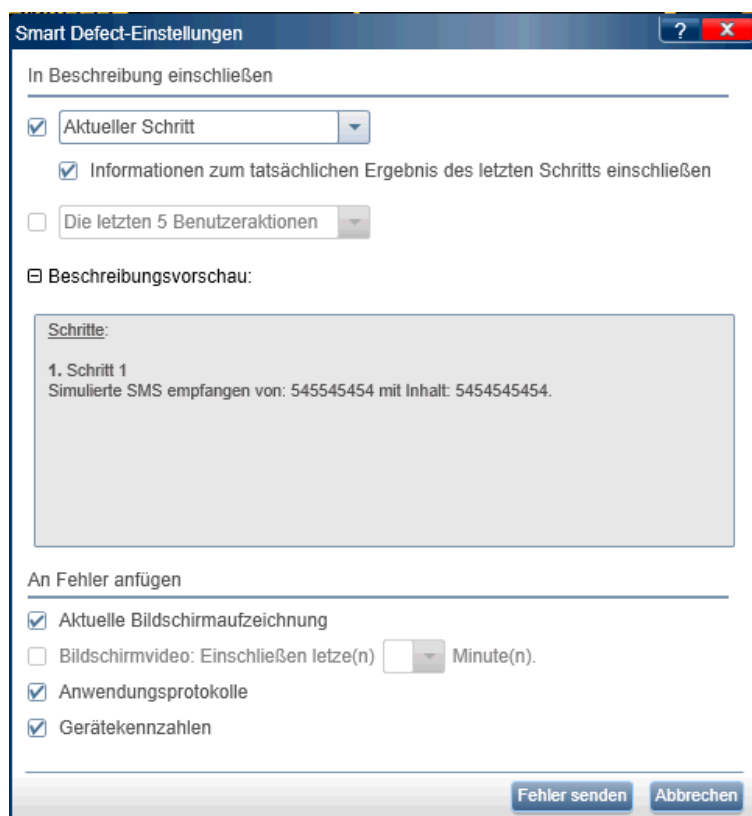 Smart Defect-Einstellungen
?
X
In Beschreibung einschließen
Aktueller Schritt
Informationen zum tatsächlichen Ergebnis des letzten Schritts einschließen
Die letzten 5 Benutzeraktionen
Beschreibungsvorschau:
Schritte:
1. Schritt 1
Simulierte SMS empfangen von: 545545454 mit Inhalt: 5454545454.
An Fehler anfügen
Aktuelle Bildschirmaufzeichnung
Bildschirmvideo: Einschließen letze(n) Minute(n).
Anwendungsprotokolle
Gerätekennzahlen
Fehler senden Abbrechen